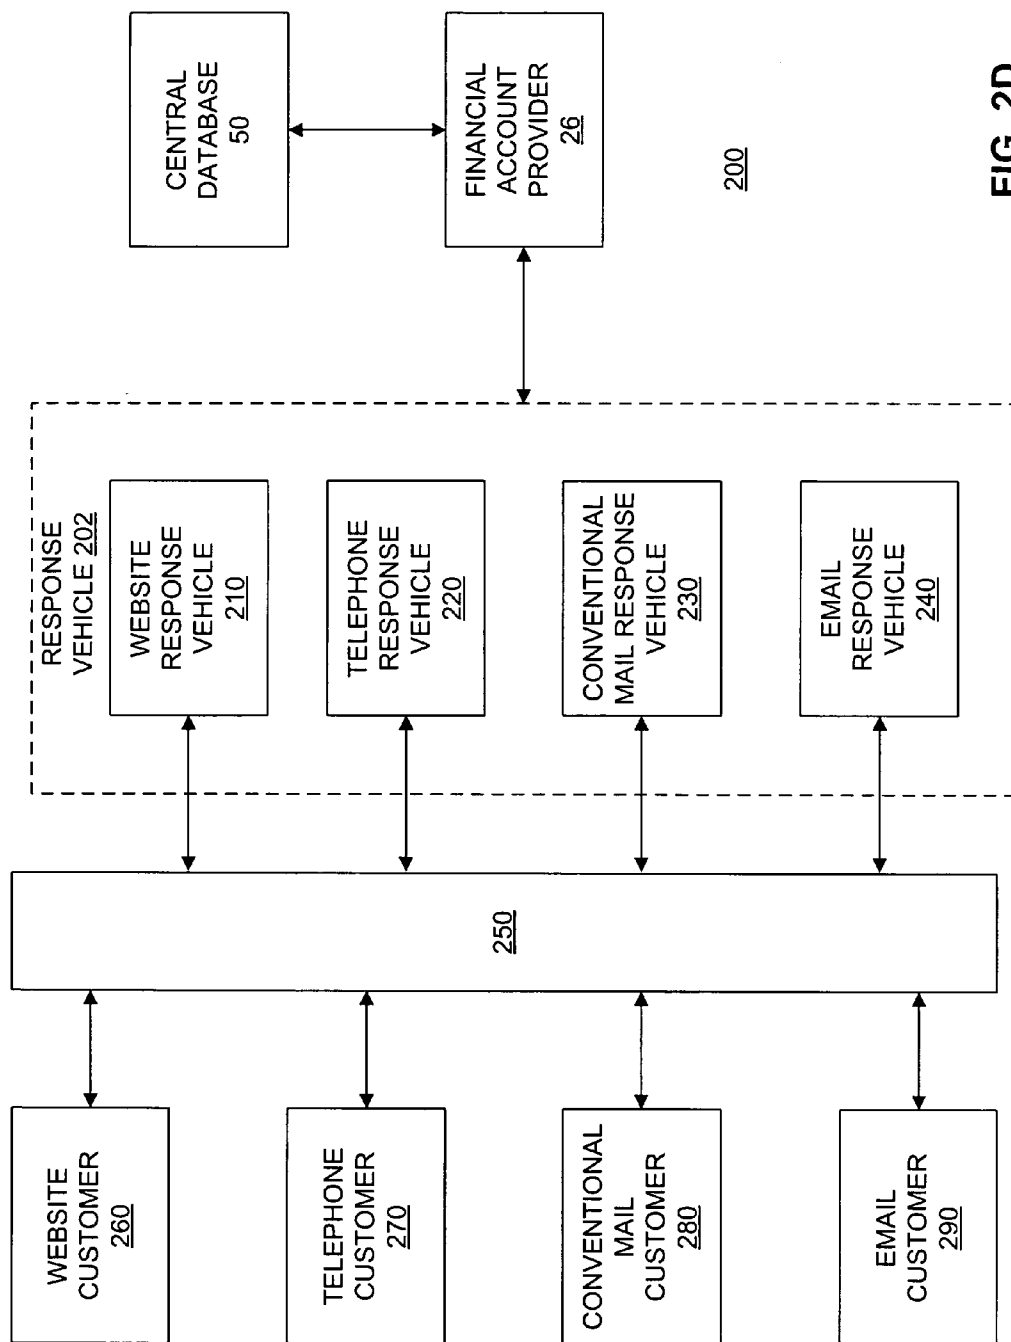 CENTRAL
DATABASE
50
FINANCIAL
ACCOUNT
PROVIDER
26
200
RESPONSE
VEHICLE 202
WEBSITE
RESPONSE
VEHICLE
210
TELEPHONE
RESPONSE
VEHICLE
220
CONVENTIONAL
MAIL RESPONSE
VEHICLE
230
EMAIL
RESPONSE
VEHICLE
240
250
WEBSITE
CUSTOMER
260
TELEPHONE
CUSTOMER
270
CONVENTIONAL
MAIL
CUSTOMER
280
EMAIL
CUSTOMER
290
FIG. 2D